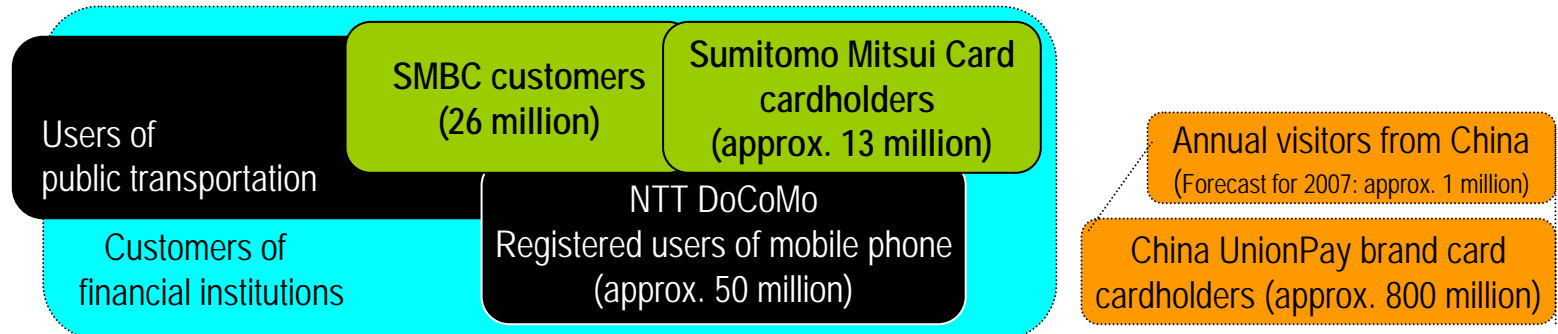 Users of
public transportation
SMBC customers
(26 million)
Sumitomo Mitsui Card
cardholders
(approx. 13 million)
NTT DoCoMo
Registered users of mobile phone
(approx. 50 million)
Customers of
financial institutions
Annual visitors from China
(Forecast for 2007: approx. 1 million)
China UnionPay brand card
cardholders (approx. 800 million)